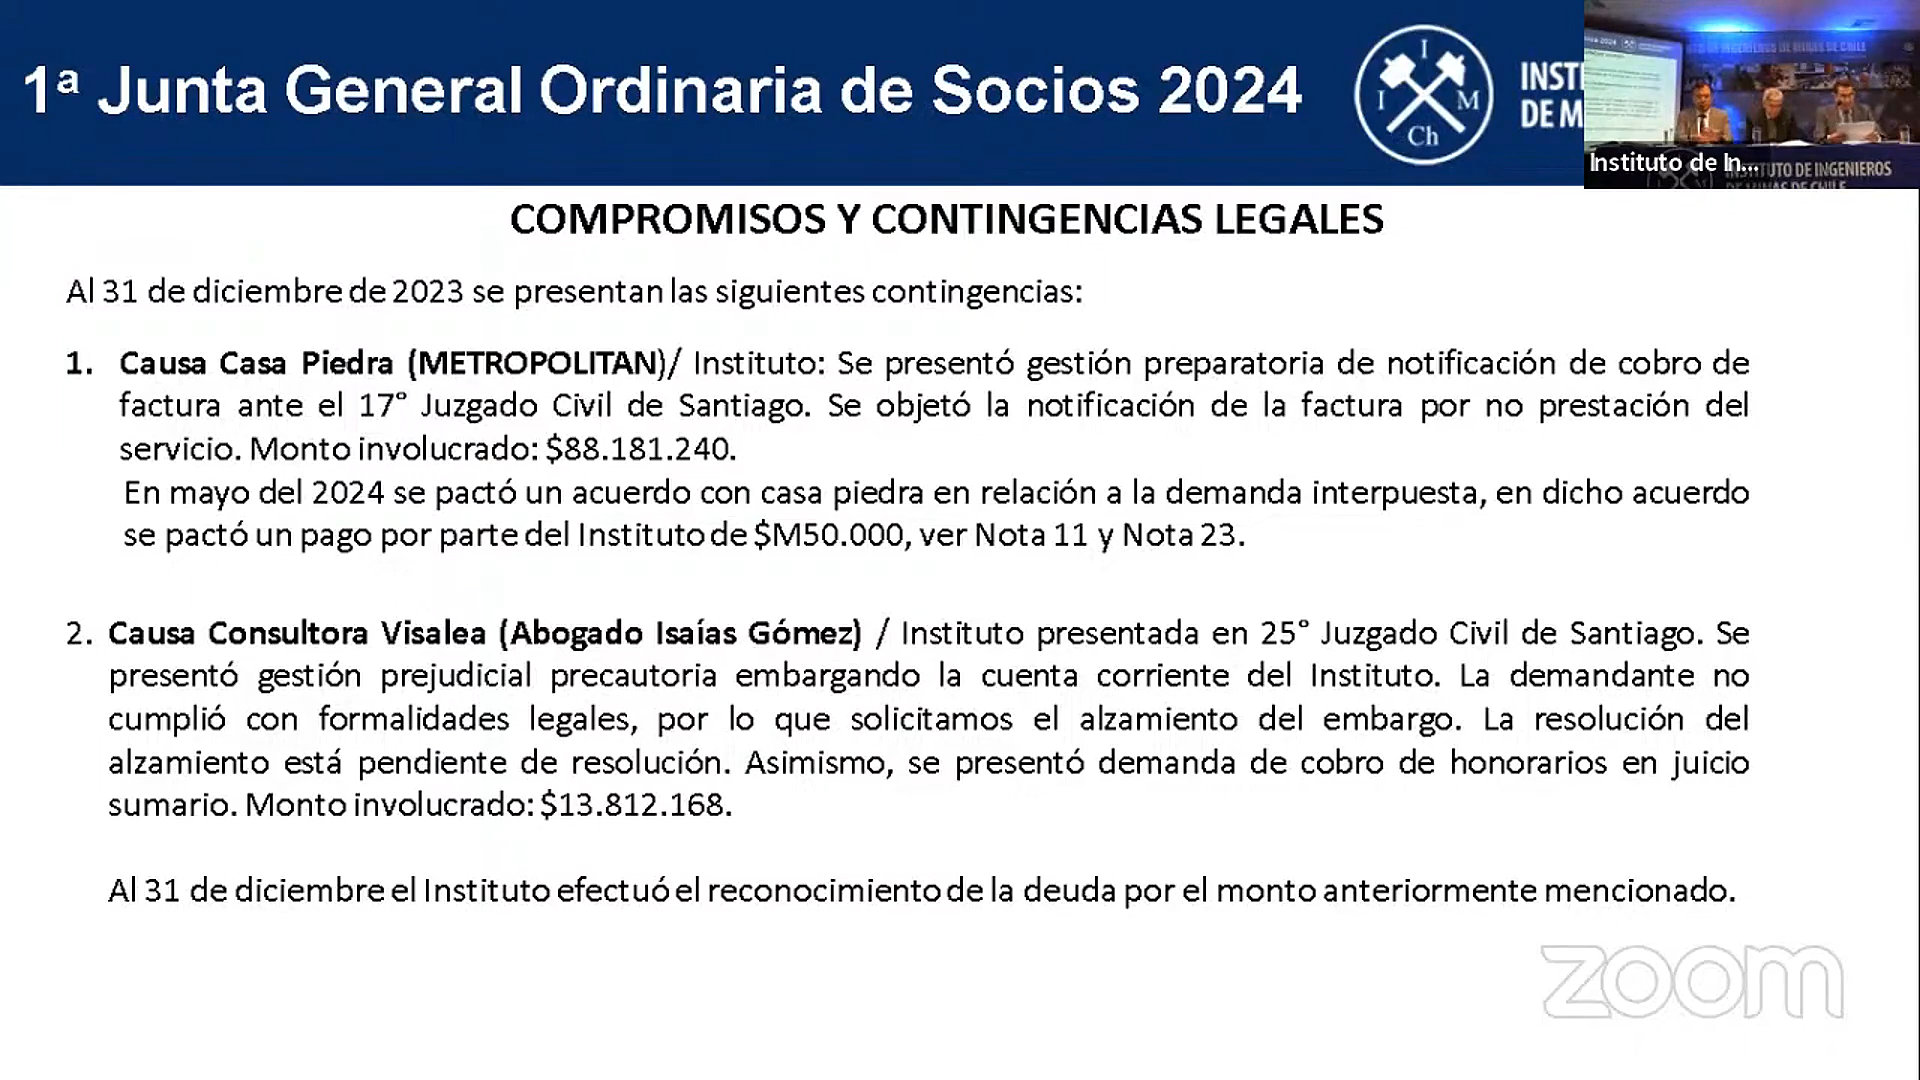 1ª Junta General Ordinaria de Socios 2024
I
I M
Ch
INSTI
DE M
Instituto de In...
UTO DE INGENIEROS
DE MINAS DE CHILE
COMPROMISOS Y CONTINGENCIAS LEGALES
Al 31 de diciembre de 2023 se presentan las siguientes contingencias:
1. Causa Casa Piedra (METROPOLITAN)/ Instituto: Se presentó gestión preparatoria de notificación de cobro de
factura ante el 17° Juzgado Civil de Santiago. Se objetó la notificación de la factura por no prestación del
servicio. Monto involucrado: $88.181.240.
En mayo del 2024 se pactó un acuerdo con casa piedra en relación a la demanda interpuesta, en dicho acuerdo
se pactó un pago por parte del Instituto de $M50.000, ver Nota 11 y Nota 23.
2. Causa Consultora Visalea (Abogado Isaías Gómez) / Instituto presentada en 25° Juzgado Civil de Santiago. Se
presentó gestión prejudicial precautoria embargando la cuenta corriente del Instituto. La demandante no
cumplió con formalidades legales, por lo que solicitamos el alzamiento del embargo. La resolución del
alzamiento está pendiente de resolución. Asimismo, se presentó demanda de cobro de honorarios en juicio
sumario. Monto involucrado: $13.812.168.
Al 31 de diciembre el Instituto efectuó el reconocimiento de la deuda por el monto anteriormente mencionado.
zoom